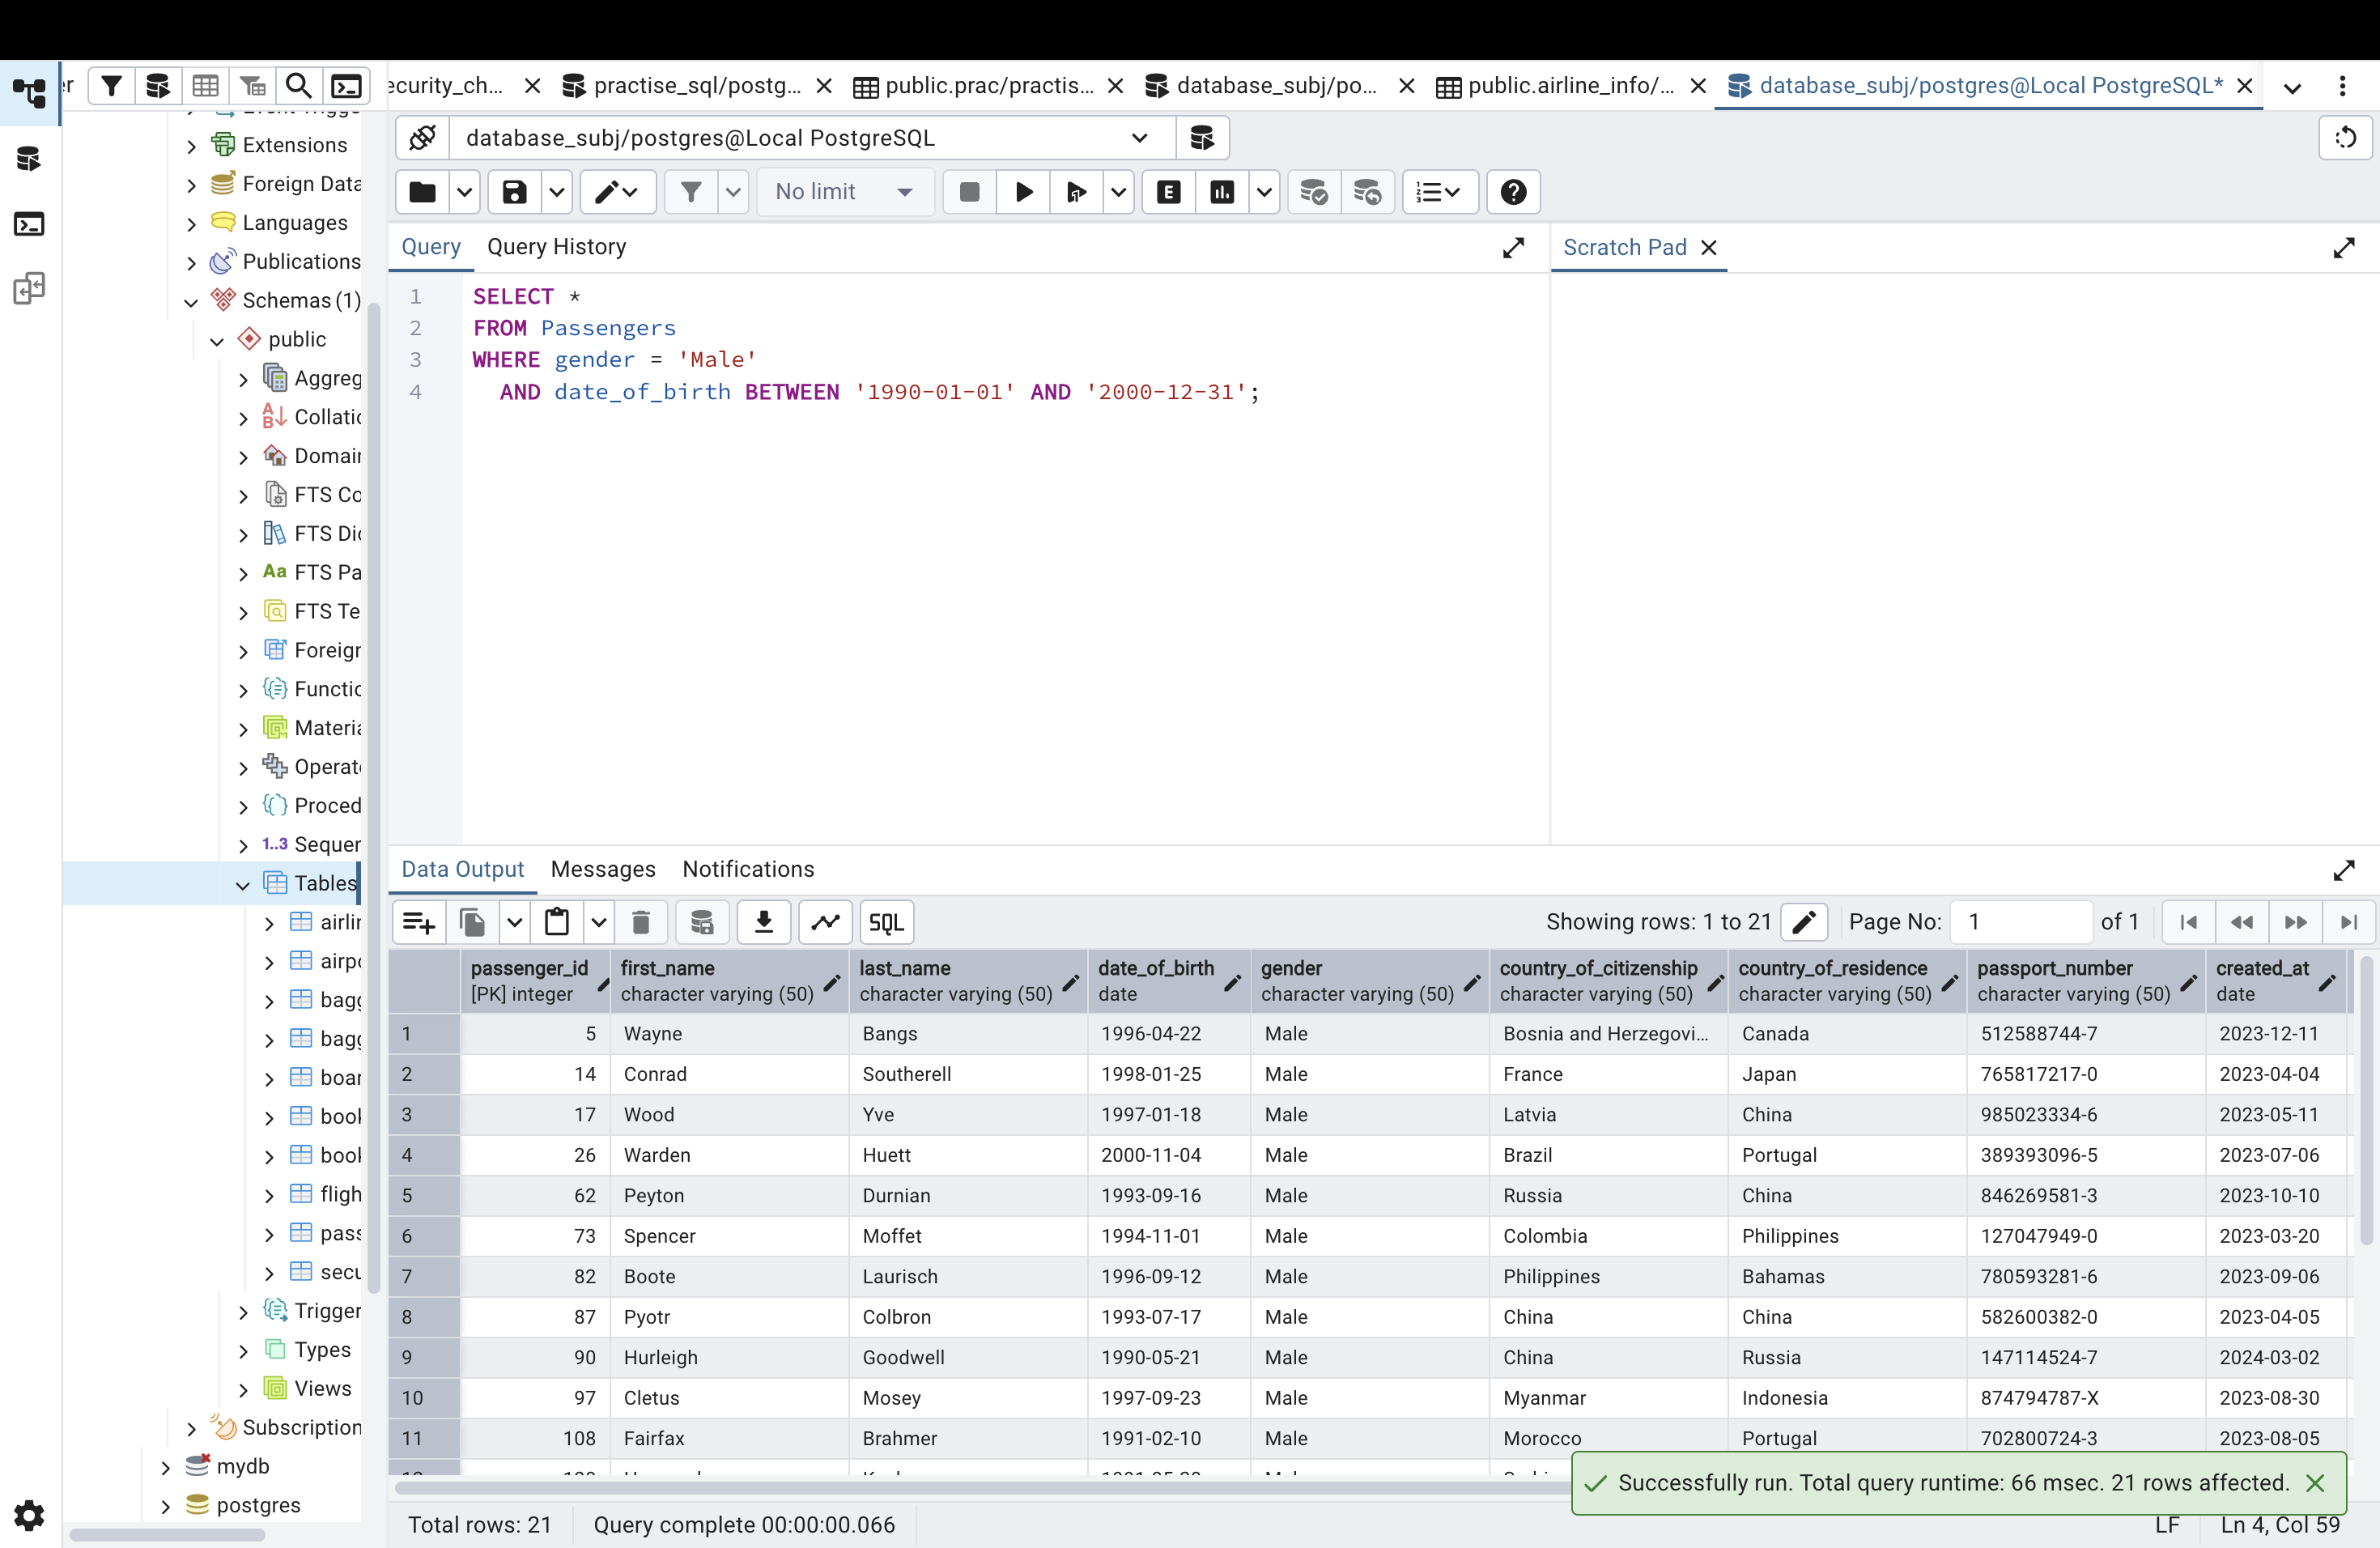 ecurity_ch...
practise_sql/postg...
public.prac/practis...
database_subj/po...
public.airline_info/...
database_subj/postgres@Local PostgreSQL*
database_subj/postgres@Local PostgreSQL
No limit
E
Query
Query History
Scratch Pad
1 SELECT *
2 FROM Passengers
3 WHERE gender = 'Male'
4 AND date_of_birth BETWEEN '1990-01-01' AND '2000-12-31';
Extensions
Foreign Data
Languages
Publications
Schemas (1)
public
Aggreg
Collatio
Domain
FTS Co
FTS Dic
Aa FTS Pa
FTS Te
Foreign
Functio
Materia
Operato
Proced
1..3 Sequen
Tables
airlin
airpo
bagg
bagg
boar
book
book
fligh
pass
secu
Trigger
Types
Views
Subscription
mydb
postgres
Data Output
Messages
Notifications
SQL
Showing rows: 1 to 21
Page No: 1 of 1
passenger_id first_name last_name date_of_birth gender country_of_citizenship country_of_residence passport_number created_at
[PK] integer character varying (50) character varying (50) date character varying (50) character varying (50) character varying (50) character varying (50) date
1 5 Wayne Bangs 1996-04-22 Male Bosnia and Herzegovi... Canada 512588744-7 2023-12-11
2 14 Conrad Southerell 1998-01-25 Male France Japan 765817217-0 2023-04-04
3 17 Wood Yve 1997-01-18 Male Latvia China 985023334-6 2023-05-11
4 26 Warden Huett 2000-11-04 Male Brazil Portugal 389393096-5 2023-07-06
5 62 Peyton Durnian 1993-09-16 Male Russia China 846269581-3 2023-10-10
6 73 Spencer Moffet 1994-11-01 Male Colombia Philippines 127047949-0 2023-03-20
7 82 Boote Laurisch 1996-09-12 Male Philippines Bahamas 780593281-6 2023-09-06
8 87 Pyotr Colbron 1993-07-17 Male China China 582600382-0 2023-04-05
9 90 Hurleigh Goodwell 1990-05-21 Male China Russia 147114524-7 2024-03-02
10 97 Cletus Mosey 1997-09-23 Male Myanmar Indonesia 874794787-X 2023-08-30
11 108 Fairfax Brahmer 1991-02-10 Male Morocco Portugal 702800724-3 2023-08-05
Successfully run. Total query runtime: 66 msec. 21 rows affected.
Total rows: 21
Query complete 00:00:00.066
LF
Ln 4, Col 59